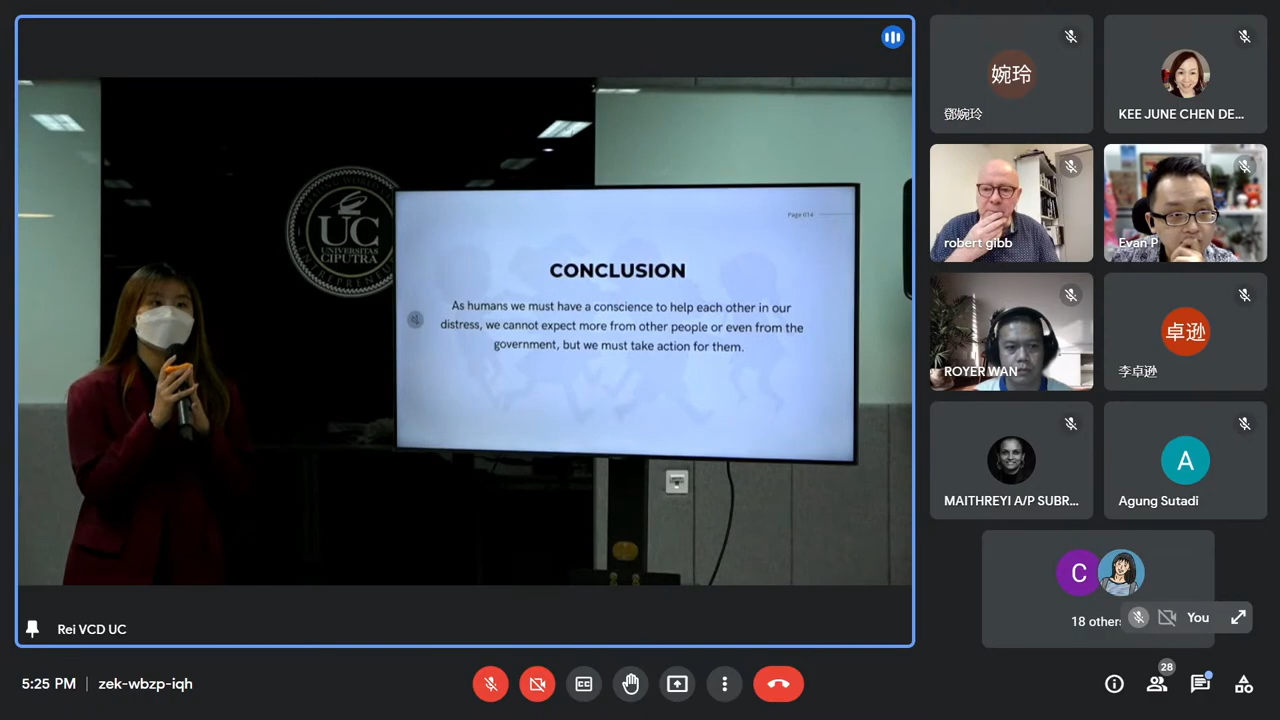 UC
UNIVERSITAS
CIPUTRA
Page 614
CONCLUSION
As humans we must have a conscience to help each other in our
distress, we cannot expect more from other people or even from the
government, but we must take action for them.
Rei VCD UC
婉玲
鄧婉玲
KEE JUNE CHEN DE...
robert gibb
Evan P
ROYER WAN
卓逊
李卓逊
MAITHREYI A/P SUBR...
A
Agung Sutadi
C
18 others
You
5:25 PM
zek-wbzp-iqh
28